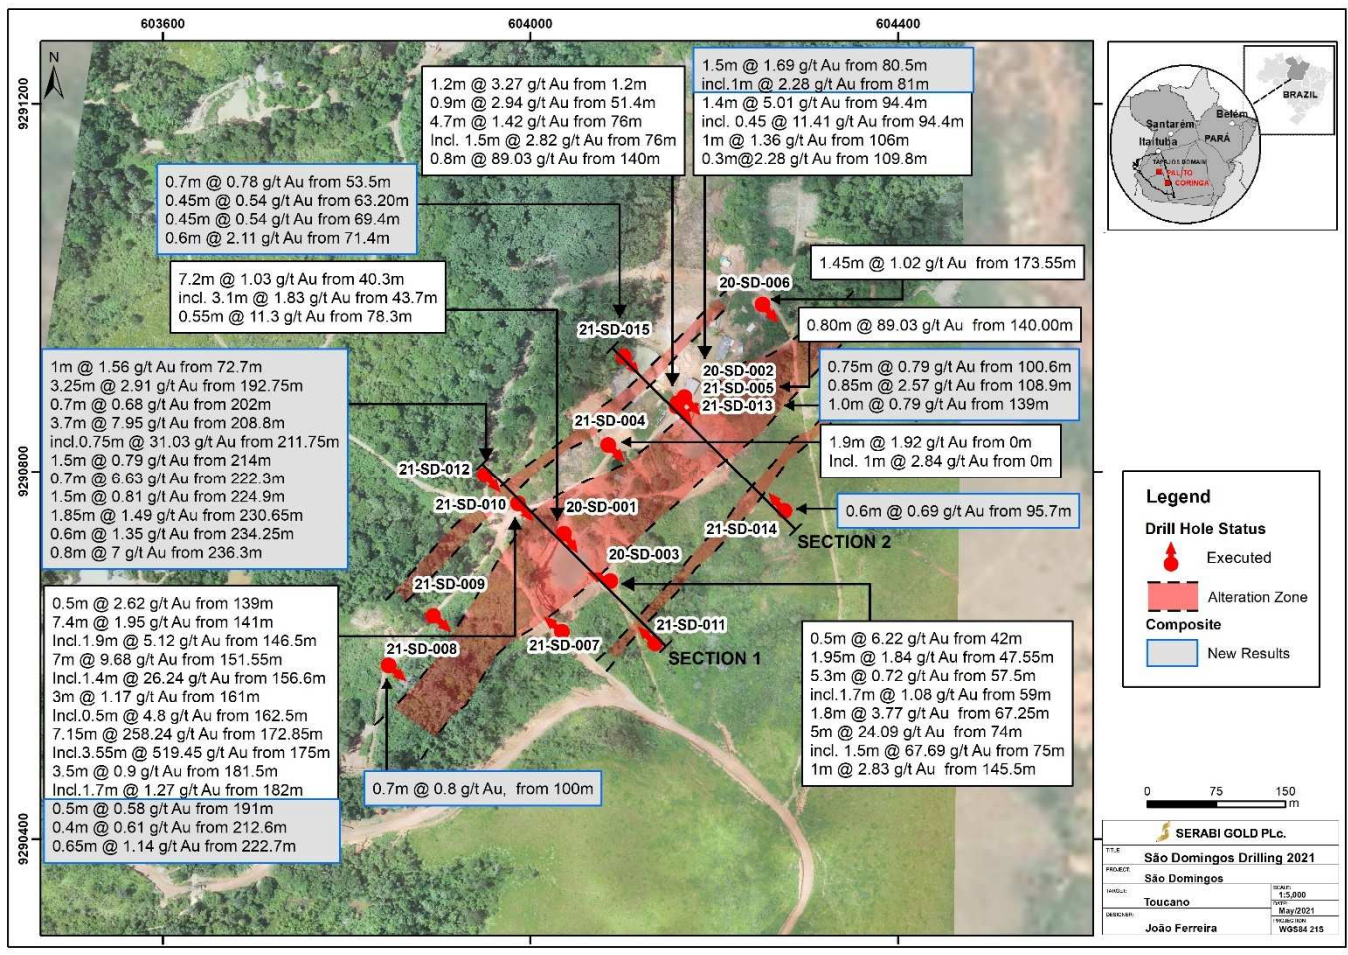 603600
604000
604400
9291200
9290800
9290400
N
1.2m @ 3.27 g/t Au from 1.2m
0.9m @ 2.94 g/t Au from 51.4m
4.7m @ 1.42 g/t Au from 76m
Incl. 1.5m @ 2.82 g/t Au from 76m
0.8m @ 89.03 g/t Au from 140m
1.5m @ 1.69 g/t Au from 80.5m
incl.1m @ 2.28 g/t Au from 81m
1.4m @ 5.01 g/t Au from 94.4m
incl. 0.45 @ 11.41 g/t Au from 94.4m
1m @ 1.36 g/t Au from 106m
0.3m@2.28 g/t Au from 109.8m
0.7m @ 0.78 g/t Au from 53.5m
0.45m @ 0.54 g/t Au from 63.20m
0.45m @ 0.54 g/t Au from 69.4m
0.6m @ 2.11 g/t Au from 71.4m
7.2m @ 1.03 g/t Au from 40.3m
incl. 3.1m @ 1.83 g/t Au from 43.7m
0.55m @ 11.3 g/t Au from 78.3m
1.45m @ 1.02 g/t Au from 173.55m
0.80m @ 89.03 g/t Au from 140.00m
0.75m @ 0.79 g/t Au from 100.6m
0.85m @ 2.57 g/t Au from 108.9m
1.0m @ 0.79 g/t Au from 139m
1.9m @ 1.92 g/t Au from 0m
Incl. 1m @ 2.84 g/t Au from 0m
0.6m @ 0.69 g/t Au from 95.7m
1m @ 1.56 g/t Au from 72.7m
3.25m @ 2.91 g/t Au from 192.75m
0.7m @ 0.68 g/t Au from 202m
3.7m @ 7.95 g/t Au from 208.8m
incl.0.75m @ 31.03 g/t Au from 211.75m
1.5m @ 0.79 g/t Au from 214m
0.7m @ 6.63 g/t Au from 222.3m
1.5m @ 0.81 g/t Au from 224.9m
1.85m @ 1.49 g/t Au from 230.65m
0.6m @ 1.35 g/t Au from 234.25m
0.8m @ 7 g/t Au from 236.3m
0.5m @ 2.62 g/t Au from 139m
7.4m @ 1.95 g/t Au from 141m
Incl.1.9m @ 5.12 g/t Au from 146.5m
7m @ 9.68 g/t Au from 151.55m
Incl.1.4m @ 26.24 g/t Au from 156.6m
3m @ 1.17 g/t Au from 161m
Incl.0.5m @ 4.8 g/t Au from 162.5m
7.15m @ 258.24 g/t Au from 172.85m
Incl.3.55m @ 519.45 g/t Au from 175m
3.5m @ 0.9 g/t Au from 181.5m
Incl.1.7m @ 1.27 g/t Au from 182m
0.5m @ 0.58 g/t Au from 191m
0.4m @ 0.61 g/t Au from 212.6m
0.65m @ 1.14 g/t Au from 222.7m
0.7m @ 0.8 g/t Au, from 100m
0.5m @ 6.22 g/t Au from 42m
1.95m @ 1.84 g/t Au from 47.55m
5.3m @ 0.72 g/t Au from 57.5m
incl.1.7m @ 1.08 g/t Au from 59m
1.8m @ 3.77 g/t Au from 67.25m
5m @ 24.09 g/t Au from 74m
incl. 1.5m @ 67.69 g/t Au from 75m
1m @ 2.83 g/t Au from 145.5m
20-SD-006
21-SD-015
20-SD-002
21-SD-005
21-SD-013
21-SD-004
21-SD-012
21-SD-010
20-SD-001
21-SD-014
SECTION 2
20-SD-003
21-SD-009
21-SD-011
21-SD-007
21-SD-008
SECTION 1
BRAZIL
Belém
Santarém
Itaituba
PARÁ
TAPAJOS DOMAIN
PALITO
CORINGA
Legend
Drill Hole Status
Executed
Alteration Zone
Composite
New Results
0
75
150
m
SERABI GOLD PLc.
TITLE:
São Domingos Drilling 2021
PROJECT:
São Domingos
TARGET:
Toucano
SCALE:
1:5,000
DATE:
May/2021
DESIGNER:
João Ferreira
PROJECTION
WGS84 21S